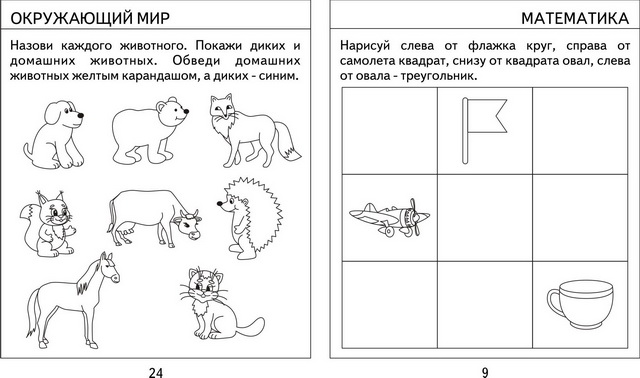 ОКРУЖАЮЩИЙ МИР
Назови каждого животного. Покажи диких и
домашних животных. Обведи домашних
животных желтым карандашом, а диких - синим.
24
МАТЕМАТИКА
Нарисуй слева от флажка круг, справа от
самолета квадрат, снизу от квадрата овал, слева
от овала - треугольник.
9